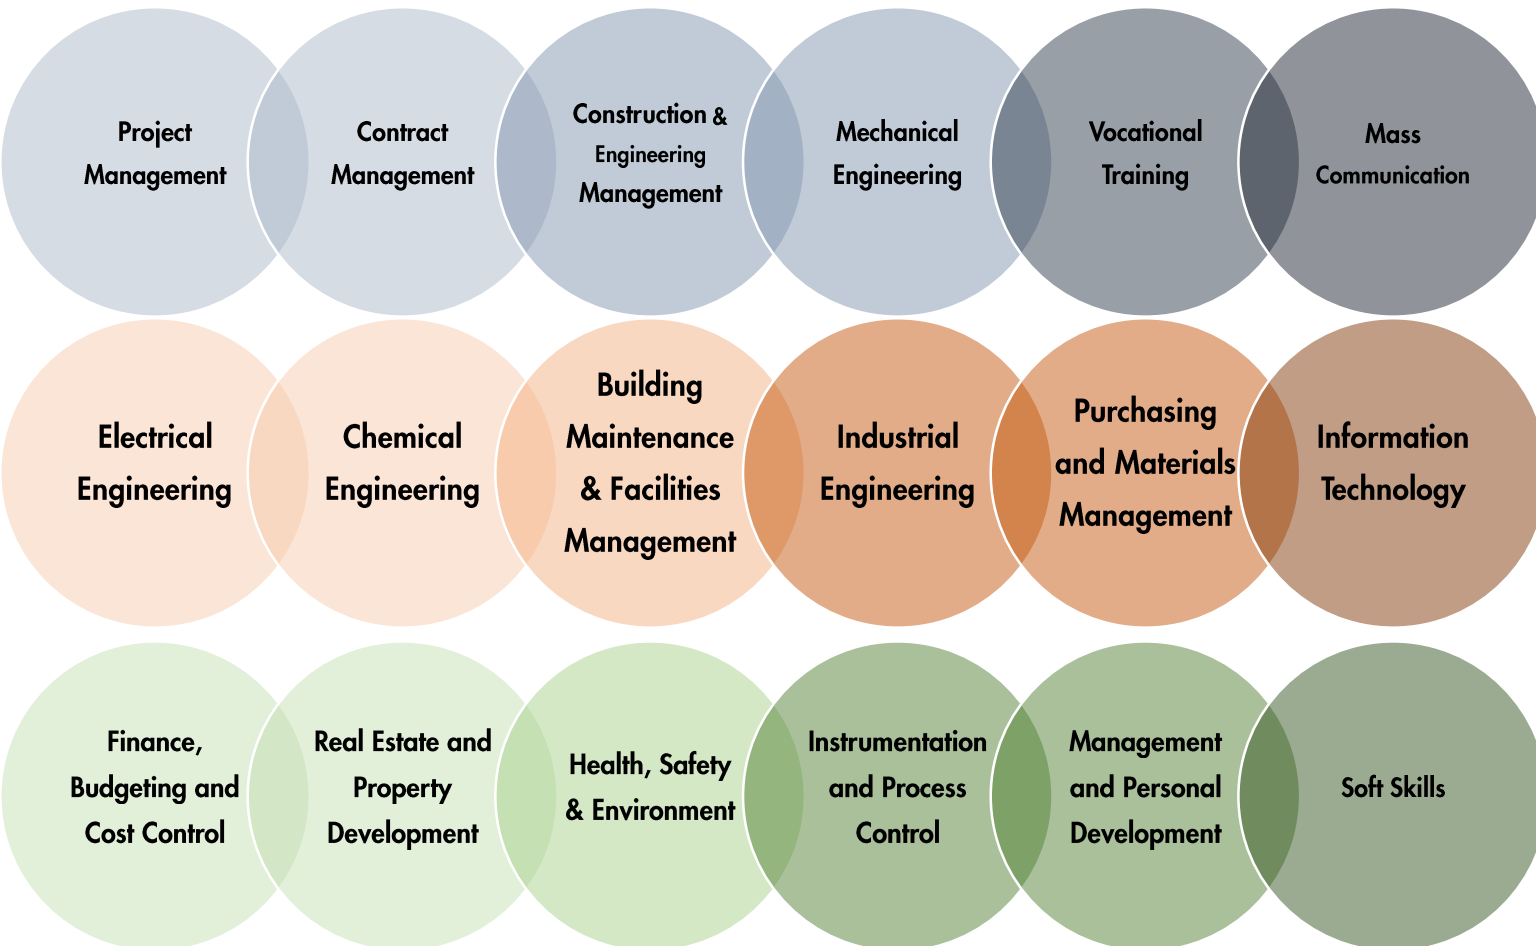 Project
Management
Contract
Management
Construction &
Engineering
Management
Mechanical
Engineering
Vocational
Training
Mass
Communication
Electrical
Engineering
Chemical
Engineering
Building
Maintenance
& Facilities
Management
Industrial
Engineering
Purchasing
and Materials
Management
Information
Technology
Finance,
Budgeting and
Cost Control
Real Estate and
Property
Development
Health, Safety
& Environment
Instrumentation
and Process
Control
Management
and Personal
Development
Soft Skills